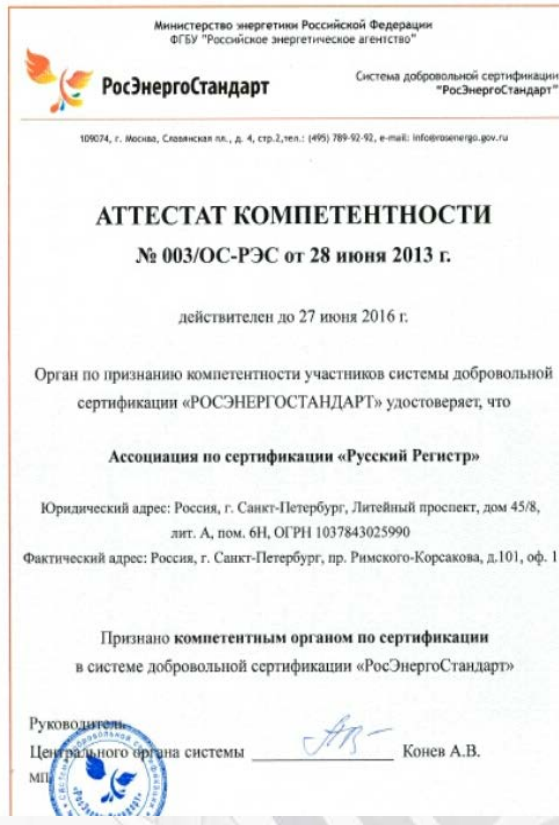 Министерство энергетики Российской Федерации
ФГБУ "Российское энергетическое агентство"
РосЭнергоСтандарт
Система добровольной сертификации
"РосЭнергоСтандарт"
109074, г. Москва, Славянская пл., д. 4, стр.2,тел.: (495) 789-92-92, e-mail: info@rosenergo.gov.ru
АТТЕСТАТ КОМПЕТЕНТНОСТИ
№ 003/ОС-РЭС от 28 июня 2013 г.
действителен до 27 июня 2016 г.
Орган по признанию компетентности участников системы добровольной
сертификации «РОСЭНЕРГОСТАНДАРТ» удостоверяет, что
Ассоциация по сертификации «Русский Регистр»
Юридический адрес: Россия, г. Санкт-Петербург, Литейный проспект, дом 45/8,
лит. А, пом. 6Н, ОГРН 1037843025990
Фактический адрес: Россия, г. Санкт-Петербург, пр. Римского-Корсакова, д.101, оф. 1
Признано компетентным органом по сертификации
в системе добровольной сертификации «РосЭнергоСтандарт»
Руководитель
Центрального органа системы Конев А.В.
МП